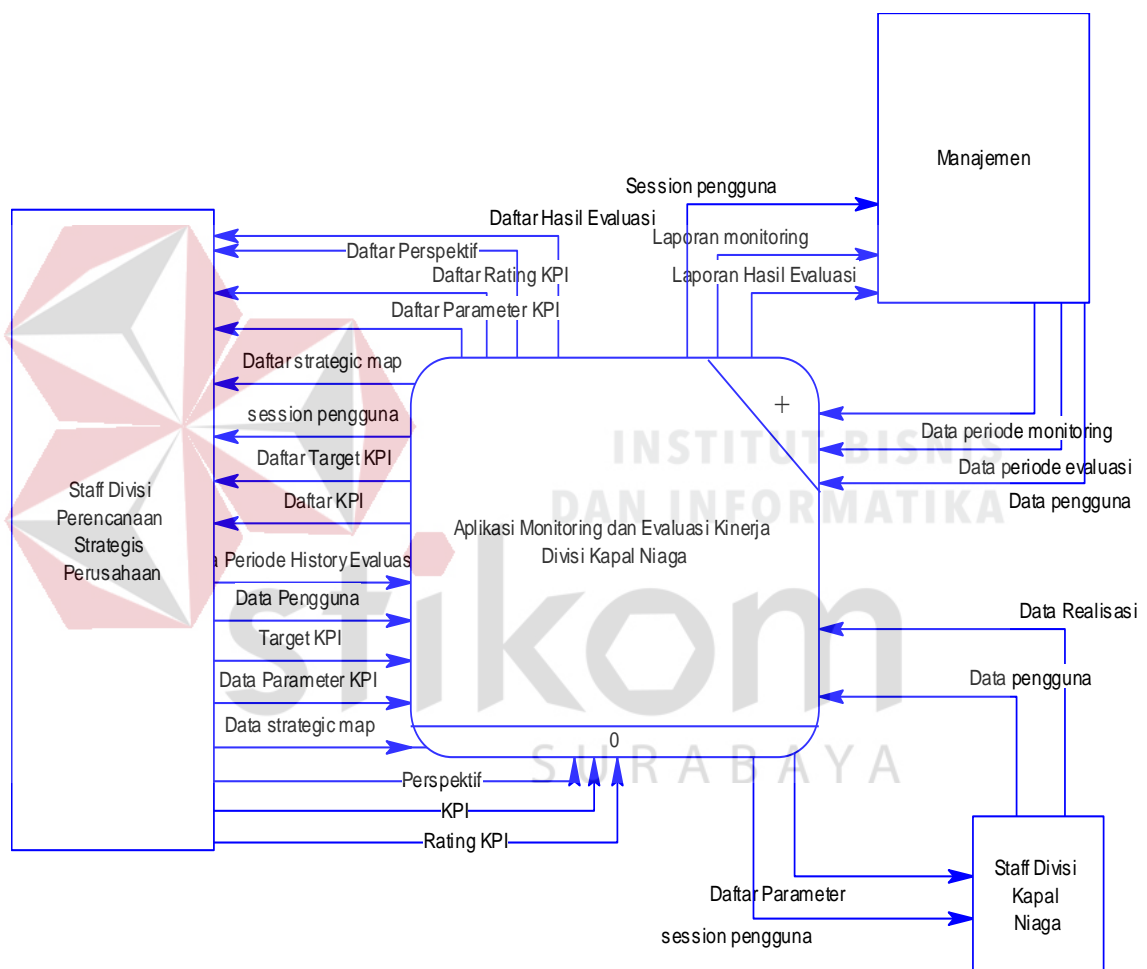 Manajemen
Session pengguna
Daftar Hasil Evaluasi
Laporan monitoring
Daftar Perspektif
Daftar Rating KPI
Laporan Hasil Evaluasi
Daftar Parameter KPI
Daftar strategic map
+
session pengguna
Data periode monitoring
INSTITUT BISNIS
Daftar Target KPI
Data periode evaluasi
Data pengguna
DAN INFORMATIKA
Daftar KPI
Staff Divisi
Perencanaan
Strategis
Perusahaan
Aplikasi Monitoring dan Evaluasi Kinerja
Divisi Kapal Niaga
Periode History Evaluas
Data Pengguna
stikom
Data Realisasi
Target KPI
Data pengguna
Data Parameter KPI
Data strategic map
0
SURABAYA
Perspektif
KPI
Rating KPI
Staff Divisi
Kapal
Niaga
Daftar Parameter
session pengguna